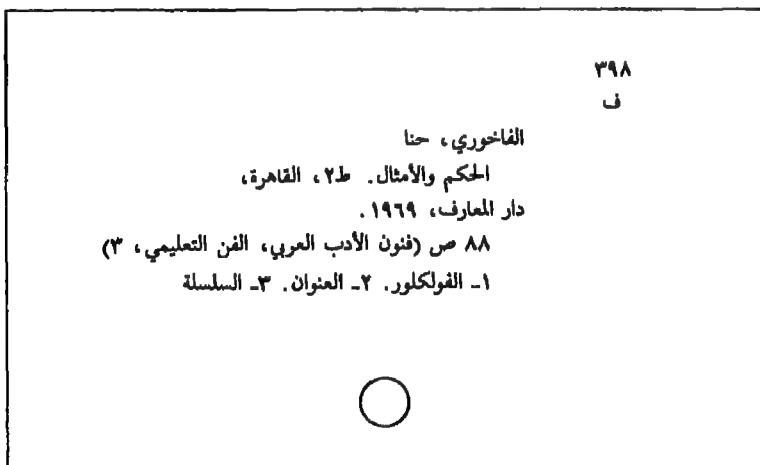 ٣٩٨
ف
الفاخوري، حنا
الحكم والأمثال. ط٢، القاهرة،
دار المعارف، ١٩٦٩.
٨٨ ص (فنون الأدب العربي، الفن التعليمي، ٣)
١ـ الفولكلور. ٢ـ العنوان. ٣ـ السلسلة